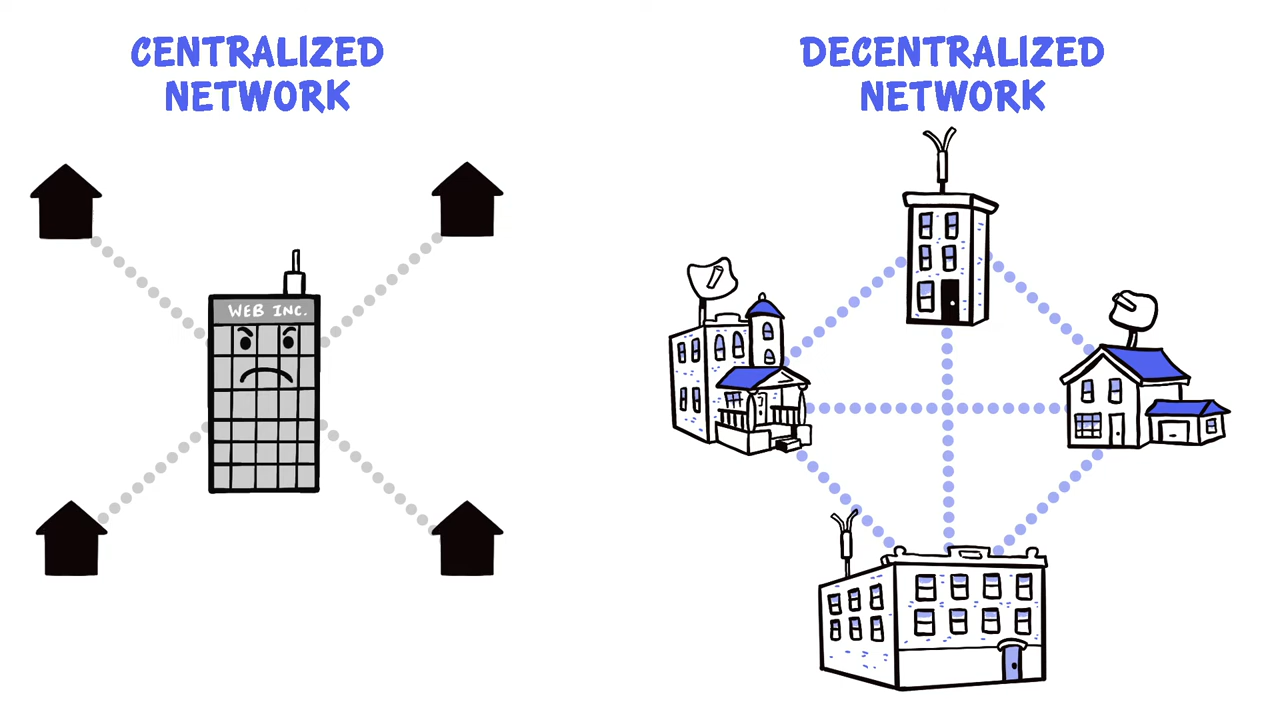 CENTRALIZED
NETWORK
DECENTRALIZED
NETWORK
WEB INC.